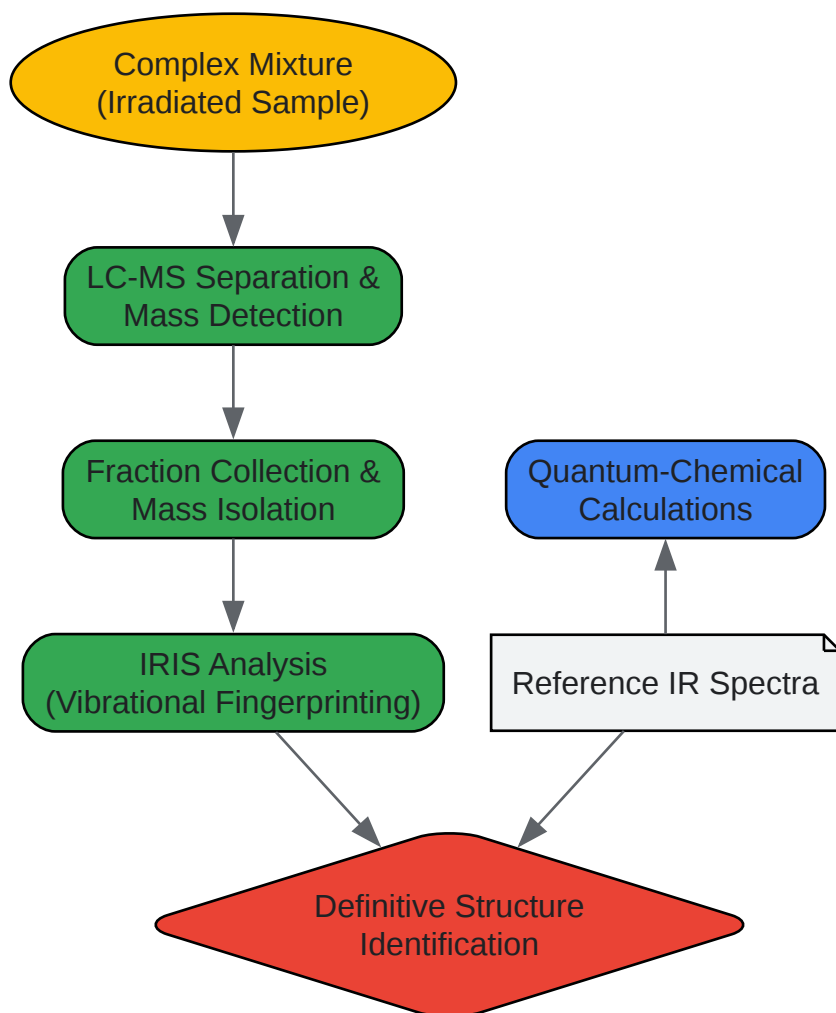 Complex Mixture
(Irradiated Sample)
LC-MS Separation &
Mass Detection
Fraction Collection &
Mass Isolation
Quantum-Chemical
Calculations
IRIS Analysis
(Vibrational Fingerprinting)
Reference IR Spectra
Definitive Structure
Identification